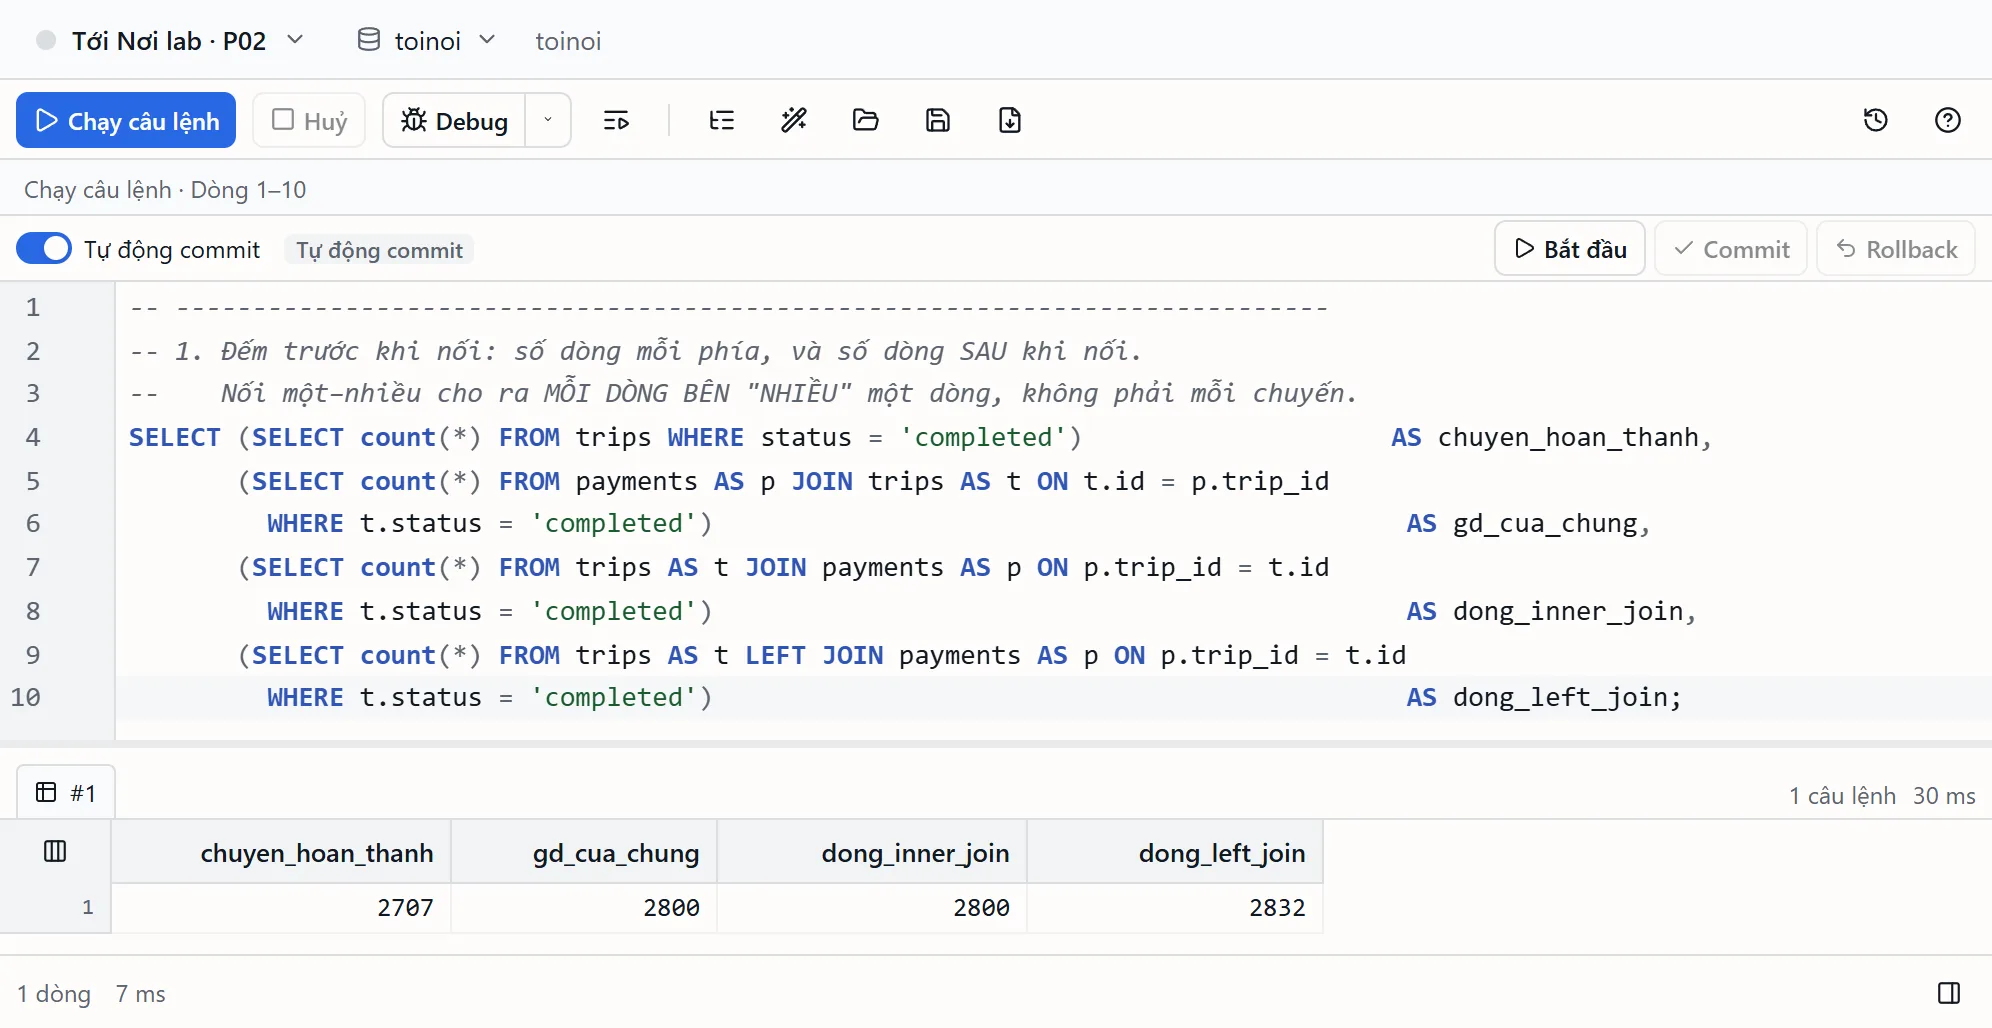 Tới Nơi lab · P02 toinoi toinoi
Chạy câu lệnh Huỷ Debug
Chạy câu lệnh · Dòng 1–10
Tự động commit Tự động commit Bắt đầu Commit Rollback
1 -- ---------------------------------------------------------------------------
2 -- 1. Đếm trước khi nối: số dòng mỗi phía, và số dòng SAU khi nối.
3 --    Nối một–nhiều cho ra MỖI DÒNG BÊN "NHIỀU" một dòng, không phải mỗi chuyến.
4 SELECT (SELECT count(*) FROM trips WHERE status = 'completed') AS chuyen_hoan_thanh,
5 (SELECT count(*) FROM payments AS p JOIN trips AS t ON t.id = p.trip_id
6 WHERE t.status = 'completed') AS gd_cua_chung,
7 (SELECT count(*) FROM trips AS t JOIN payments AS p ON p.trip_id = t.id
8 WHERE t.status = 'completed') AS dong_inner_join,
9 (SELECT count(*) FROM trips AS t LEFT JOIN payments AS p ON p.trip_id = t.id
10 WHERE t.status = 'completed') AS dong_left_join;
#1 1 câu lệnh 30 ms
chuyen_hoan_thanh gd_cua_chung dong_inner_join dong_left_join
1 2707 2800 2800 2832
1 dòng 7 ms